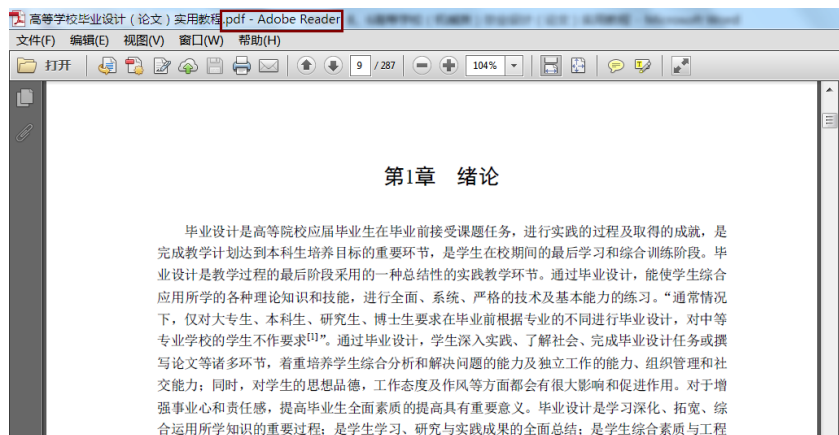 高等学校毕业设计（论文）实用教程.pdf - Adobe Reader
文件(F) 编辑(E) 视图(V) 窗口(W) 帮助(H)
打开 9 / 287 104%
第1章 绪论
毕业设计是高等院校应届毕业生在毕业前接受课题任务，进行实践的过程及取得的成就，是
完成教学计划达到本科生培养目标的重要环节，是学生在校期间的最后学习和综合训练阶段。毕
业设计是教学过程的最后阶段采用的一种总结性的实践教学环节。通过毕业设计，能使学生综合
应用所学的各种理论知识和技能，进行全面、系统、严格的技术及基本能力的练习。“通常情况
下，仅对大专生、本科生、研究生、博士生要求在毕业前根据专业的不同进行毕业设计，对中等
专业学校的学生不作要求[1]”。通过毕业设计，学生深入实践、了解社会、完成毕业设计任务或撰
写论文等诸多环节，着重培养学生综合分析和解决问题的能力及独立工作的能力、组织管理和社
交能力；同时，对学生的思想品德，工作态度及作风等方面都会有很大影响和促进作用。对于增
强事业心和责任感，提高毕业生全面素质的提高具有重要意义。毕业设计是学习深化、拓宽、综
合运用所学知识的重要过程；是学生学习、研究与实践成果的全面总结；是学生综合素质与工程